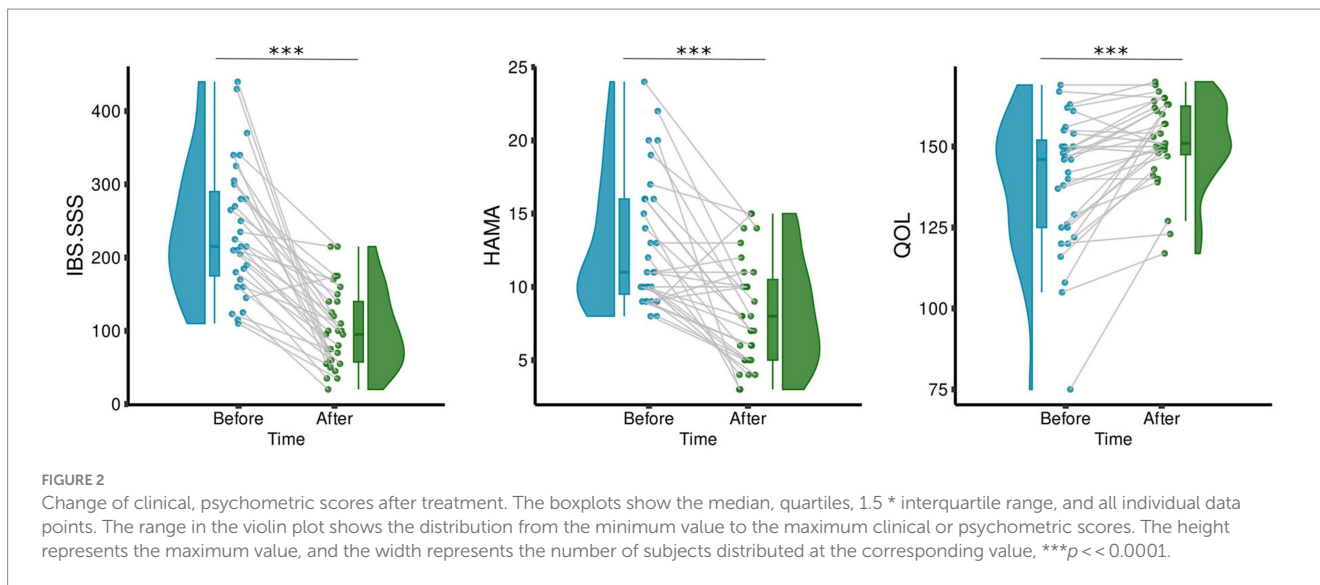 ***
IBS.SSS
400
300
200
100
0
Before
After
Time
***
HAMA
25
20
15
10
5
Before
After
Time
***
QOL
150
125
100
75
Before
After
Time
FIGURE 2
Change of clinical, psychometric scores after treatment. The boxplots show the median, quartiles, 1.5 * interquartile range, and all individual data
points. The range in the violin plot shows the distribution from the minimum value to the maximum clinical or psychometric scores. The height
represents the maximum value, and the width represents the number of subjects distributed at the corresponding value, ***p << 0.0001.